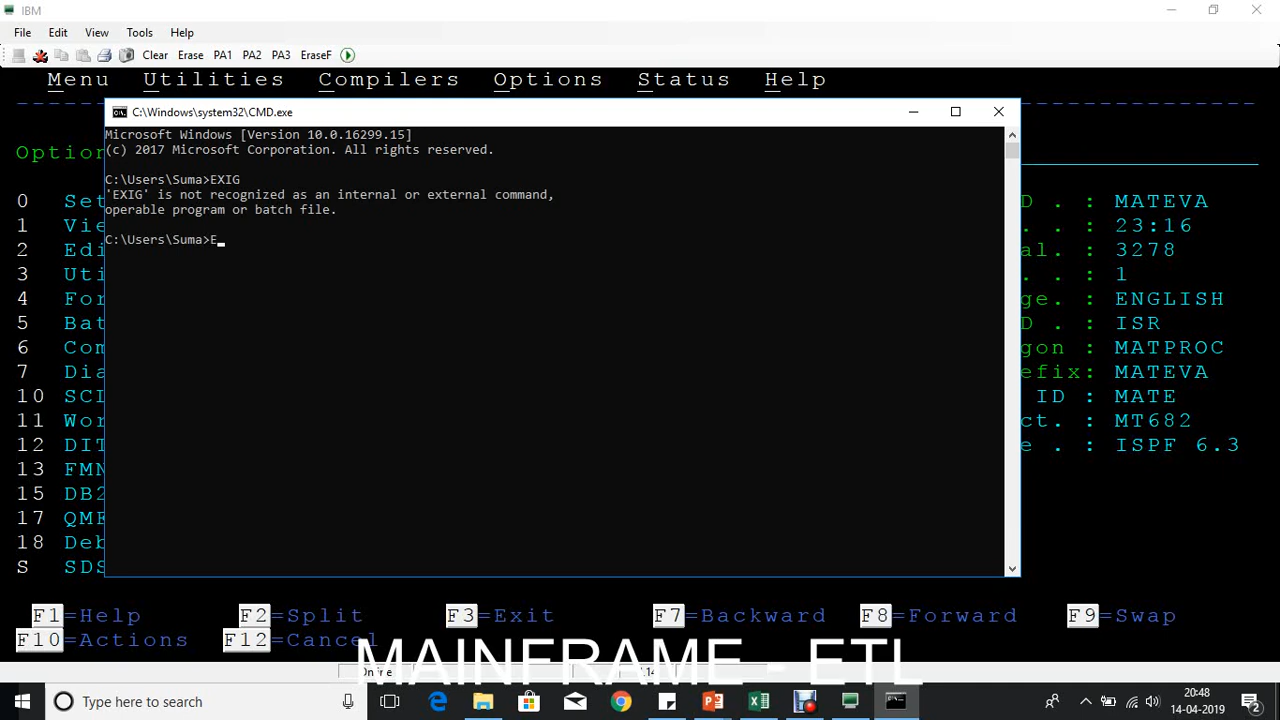 IBM
File Edit View Tools Help
Clear Erase PA1 PA2 PA3 EraseF
Menu Utilities Compilers Options Status Help
C:\Windows\system32\CMD.exe
Microsoft Windows [Version 10.0.16299.15]
(c) 2017 Microsoft Corporation. All rights reserved.
C:\Users\Suma>EXIG
'EXIG' is not recognized as an internal or external command,
operable program or batch file.
C:\Users\Suma>E_
Option
0 Set D . : MATEVA
1 Vie . . : 23:16
2 Edi al. : 3278
3 Uti . . : 1
4 For ge. : ENGLISH
5 Bat D . : ISR
6 Com gon : MATPROC
7 Dia efix: MATEVA
10 SCL ID : MATE
11 Wor ct. : MT682
12 DIT e . : ISPF 6.3
13 FMN
15 DB2
17 QMF
18 Deb
S SDS
F1=Help F2=Split F3=Exit F7=Backward F8=Forward F9=Swap
F10=Actions F12=Cancel
MAINFRAME - ETL
Online
Type here to search
20:48
14-04-2019
2